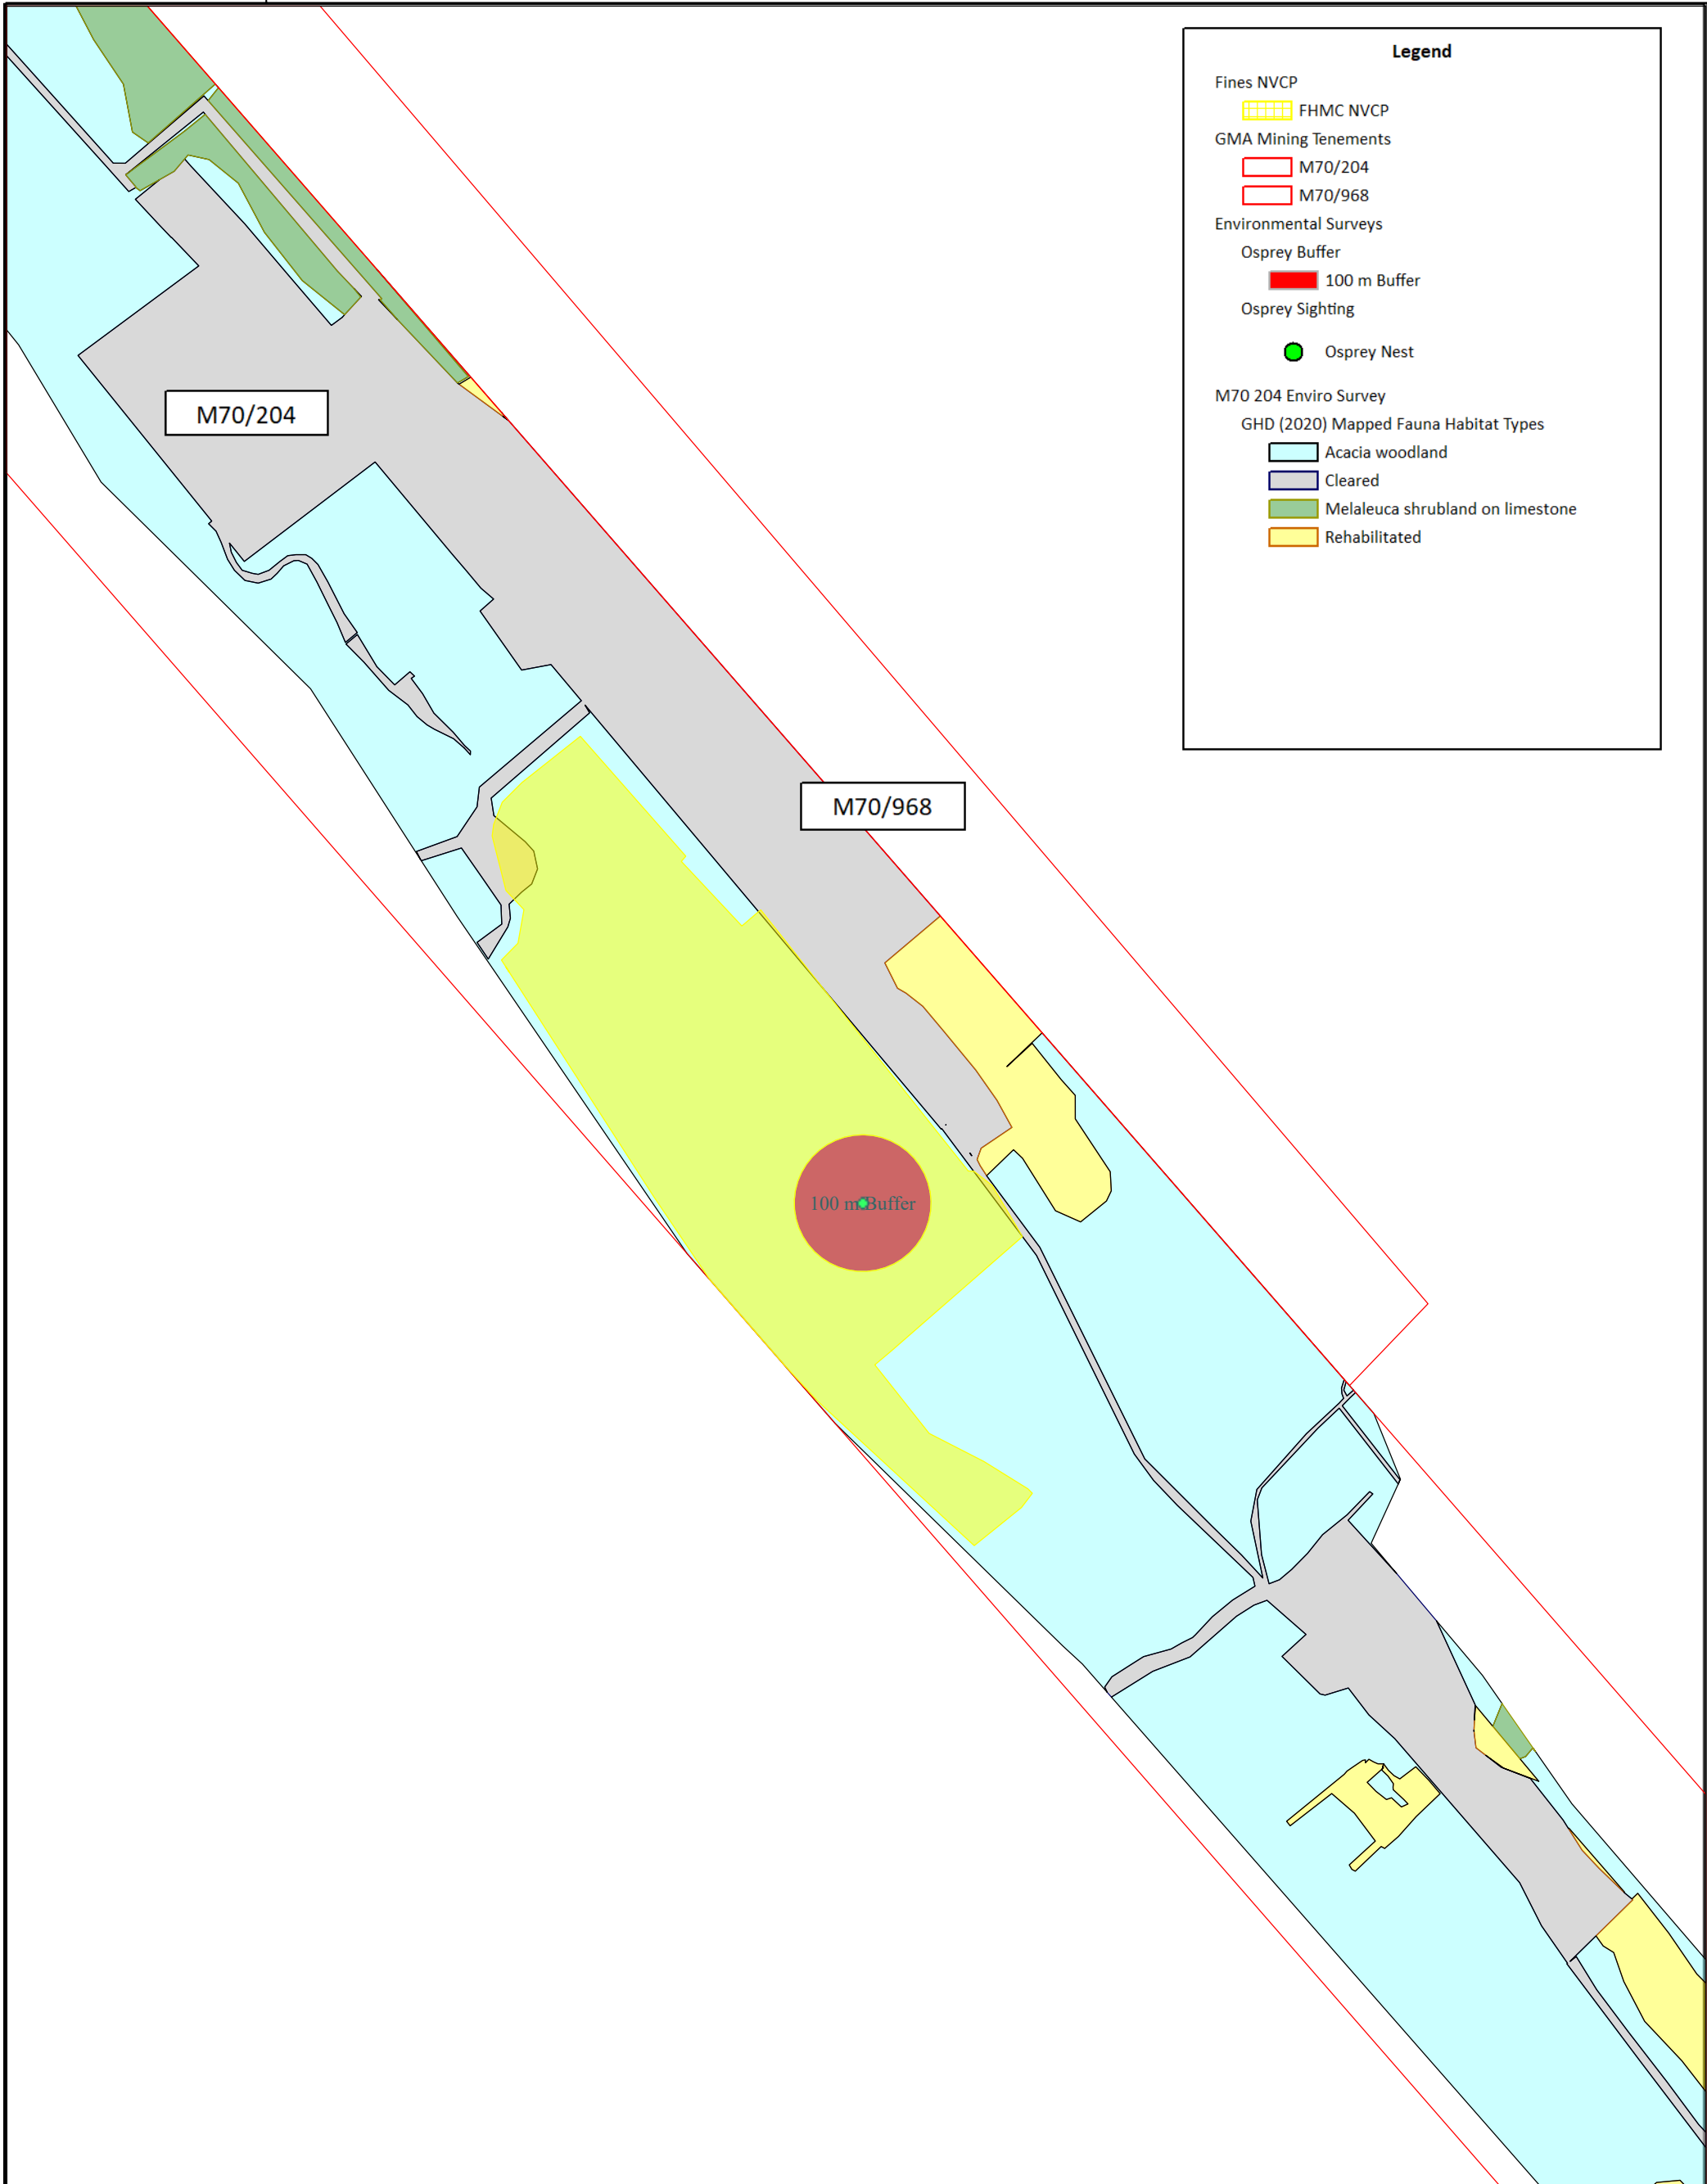 Legend
Fines NVCP
FHMC NVCP
GMA Mining Tenements
M70/204
M70/968
Environmental Surveys
Osprey Buffer
100 m Buffer
Osprey Sighting
Osprey Nest
M70 204 Enviro Survey
GHD (2020) Mapped Fauna Habitat Types
Acacia woodland
Cleared
Melaleuca shrubland on limestone
Rehabilitated
M70/204
M70/968
100 m Buffer